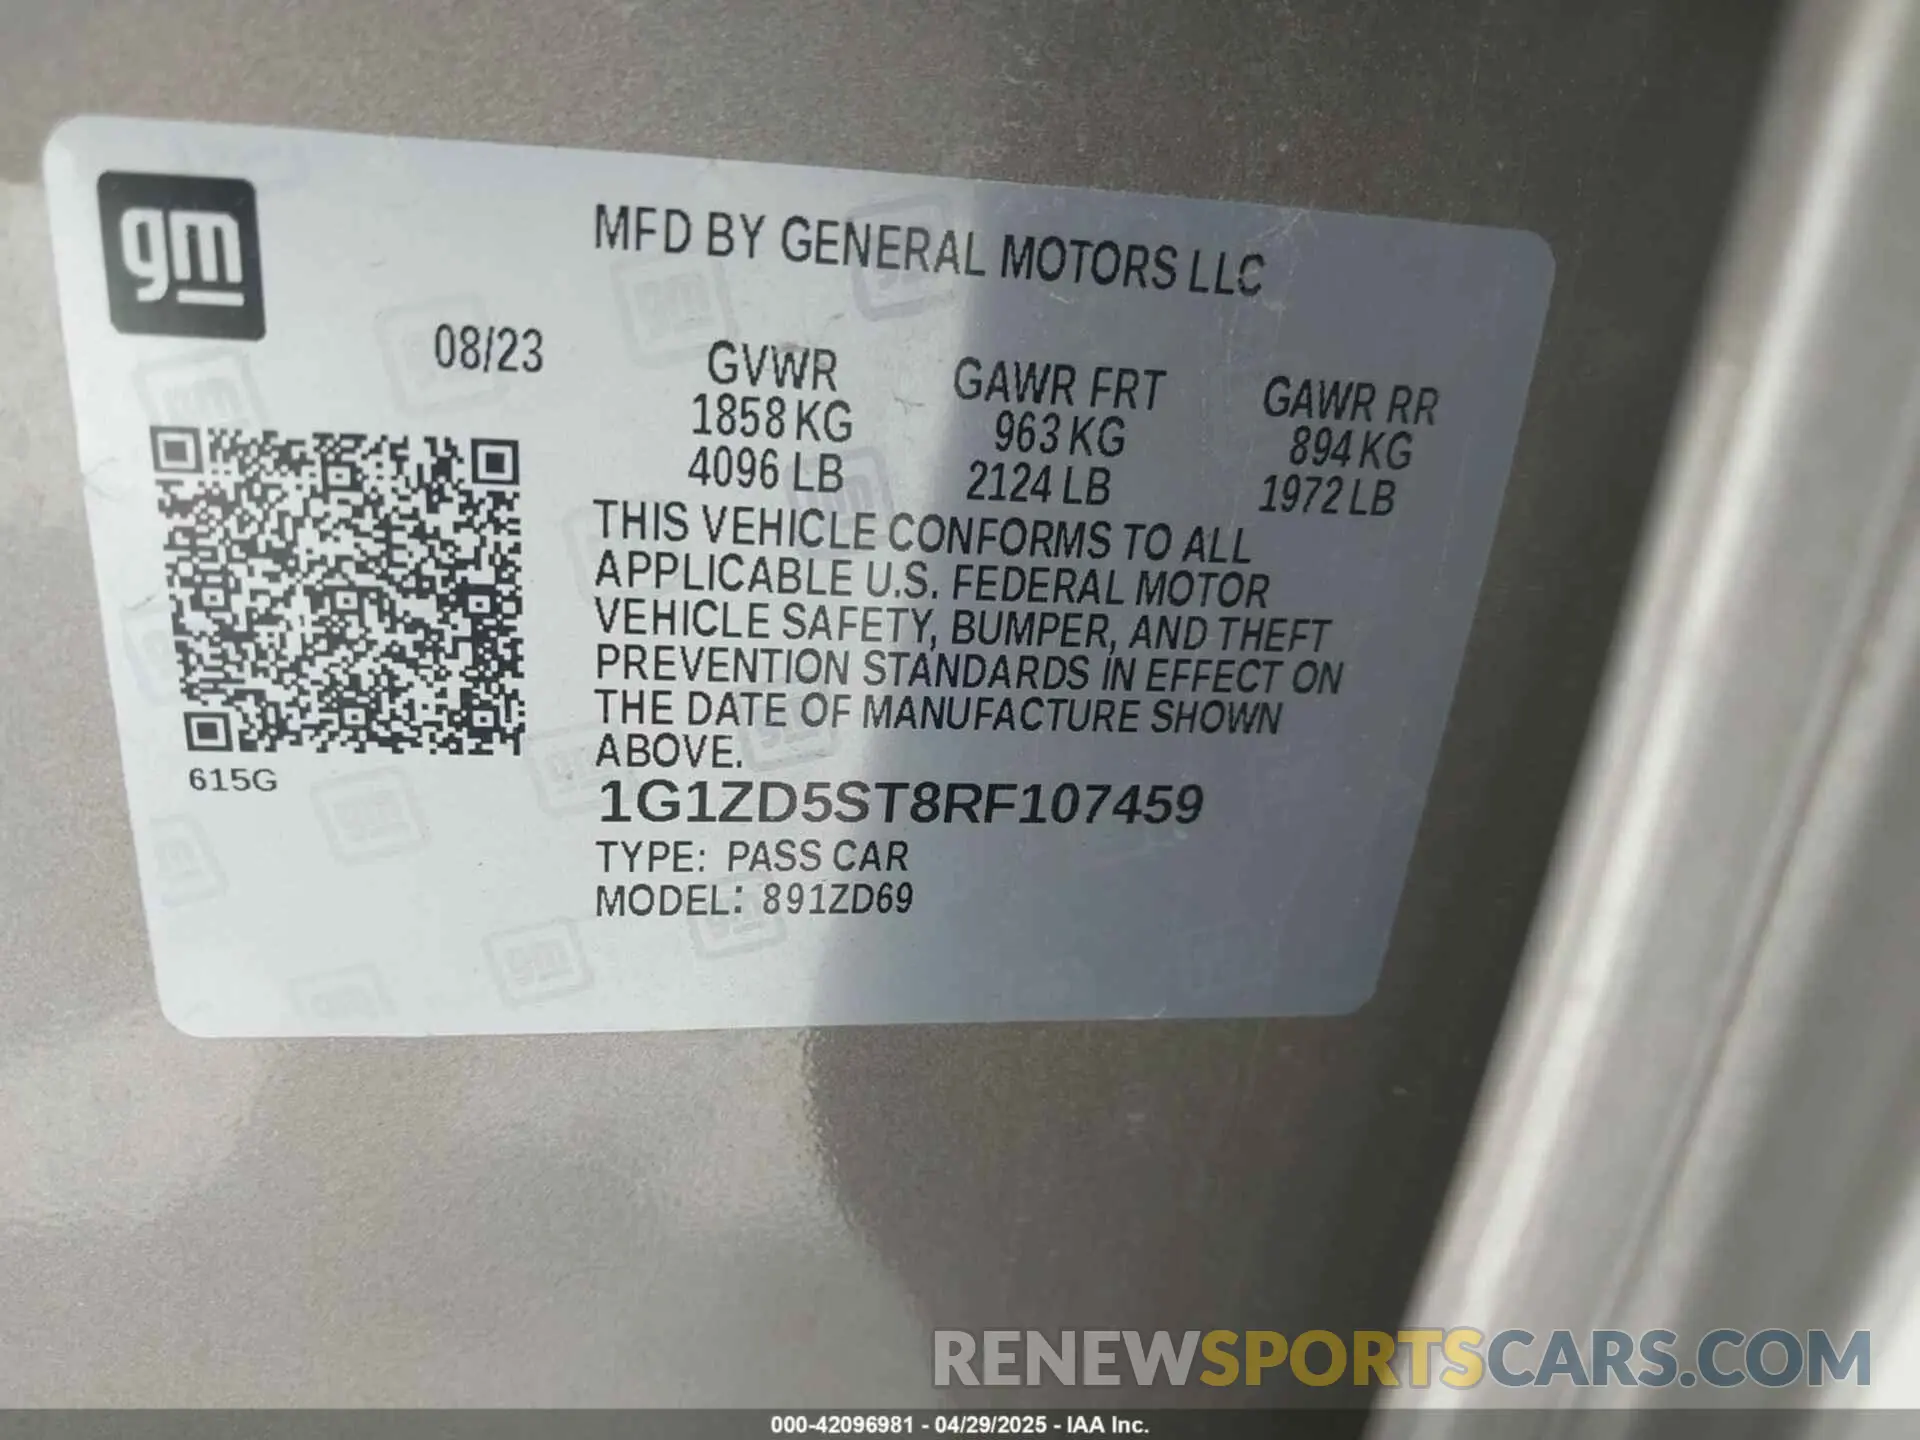 gm
MFD BY GENERAL MOTORS LLC
08/23
GVWR GAWR FRT GAWR RR
1858 KG 963 KG 894 KG
4096 LB 2124 LB 1972 LB
THIS VEHICLE CONFORMS TO ALL
APPLICABLE U.S. FEDERAL MOTOR
VEHICLE SAFETY, BUMPER, AND THEFT
PREVENTION STANDARDS IN EFFECT ON
THE DATE OF MANUFACTURE SHOWN
ABOVE.
615G
1G1ZD5ST8RF107459
TYPE: PASS CAR
MODEL: 891ZD69
RENEWSPORTSCARS.COM
000-42096981 - 04/29/2025 - IAA Inc.